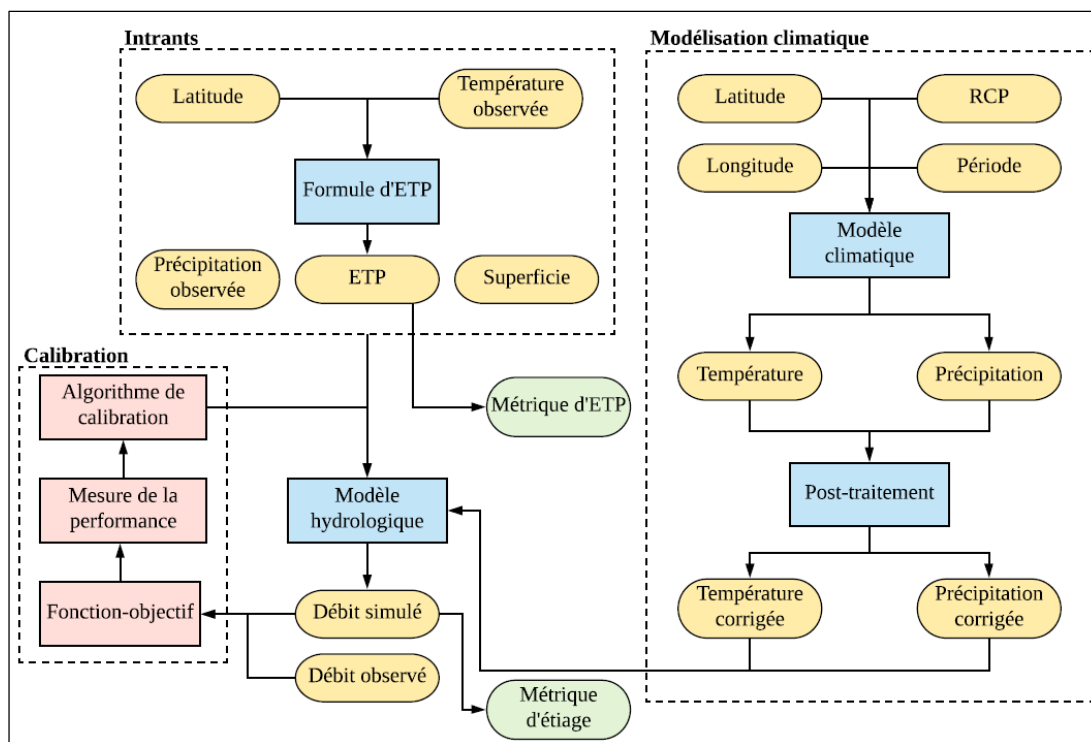 Intrants
Latitude
Température
observée
Formule d'ETP
Précipitation
observée
ETP
Superficie
Calibration
Algorithme de
calibration
Mesure de la
performance
Fonction-objectif
Métrique d'ETP
Modèle
hydrologique
Débit simulé
Débit observé
Métrique
d'étiage
Modélisation climatique
Latitude
RCP
Longitude
Période
Modèle
climatique
Température
Précipitation
Post-traitement
Température
corrigée
Précipitation
corrigée